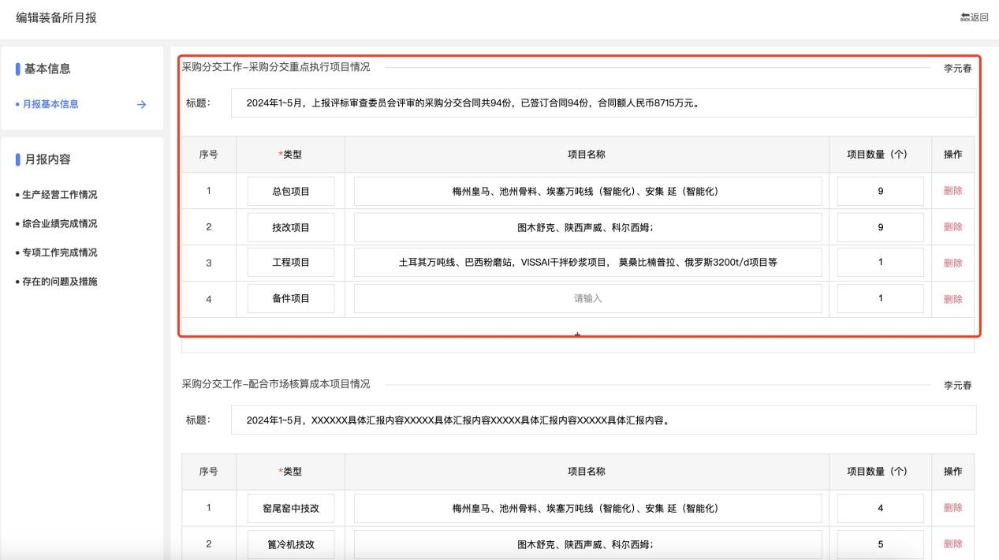 编辑装备所月报
BACK返回
基本信息
• 月报基本信息 →
月报内容
• 生产经营工作情况
• 综合业绩完成情况
• 专项工作完成情况
• 存在的问题及措施
采购分交工作-采购分交重点执行项目情况 李元春
标题： 2024年1~5月，上报评标审查委员会评审的采购分交合同共94份，已签订合同94份，合同额人民币8715万元。
序号 *类型 项目名称 项目数量（个） 操作
1 总包项目 梅州皇马、池州骨料、埃塞万吨线（智能化）、安集 延（智能化） 9 删除
2 技改项目 图木舒克、陕西声威、科尔西姆； 9 删除
3 工程项目 土耳其万吨线、巴西粉磨站，VISSAI干拌砂浆项目， 莫桑比楠普拉、俄罗斯3200t/d项目等 1 删除
4 备件项目 请输入 1 删除
+
采购分交工作-配合市场核算成本项目情况 李元春
标题： 2024年1~5月，XXXXXX具体汇报内容XXXXX具体汇报内容XXXXX具体汇报内容XXXXX具体汇报内容。
序号 *类型 项目名称 项目数量（个） 操作
1 窑尾窑中技改 梅州皇马、池州骨料、埃塞万吨线（智能化）、安集 延（智能化） 4 删除
2 篦冷机技改 图木舒克、陕西声威、科尔西姆； 5 删除